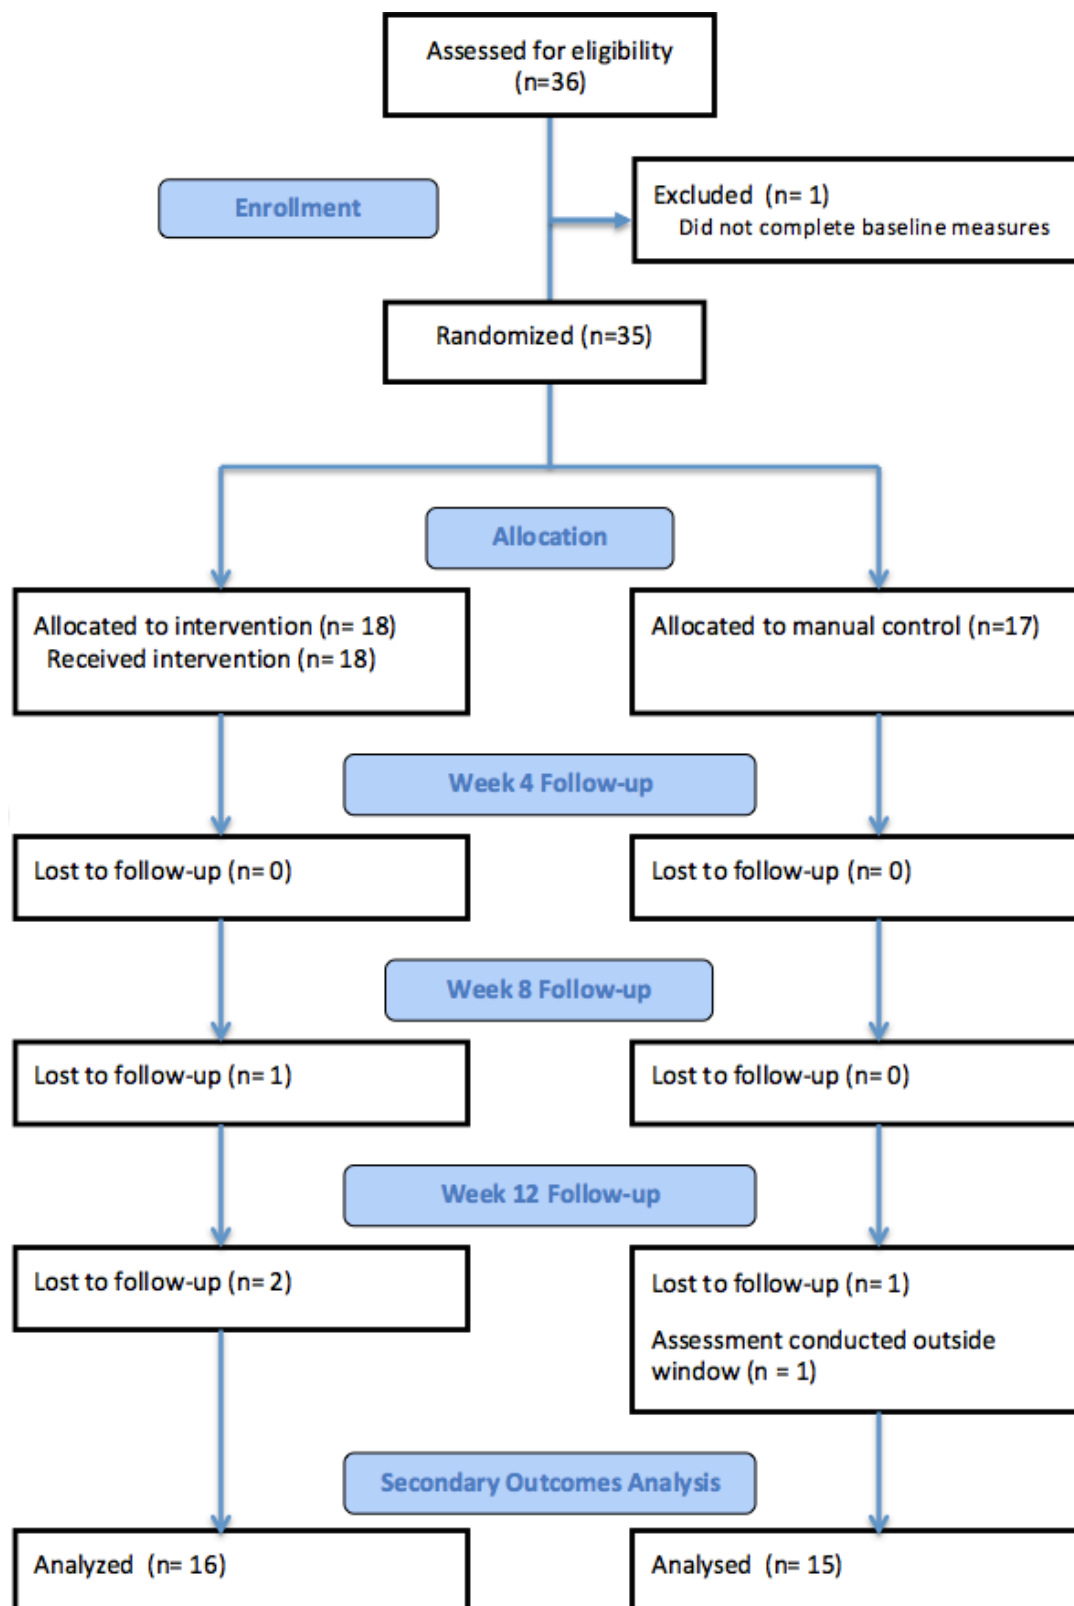 Assessed for eligibility
(n=36)
Enrollment
Excluded (n= 1)
Did not complete baseline measures
Randomized (n=35)
Allocation
Allocated to intervention (n= 18)
Received intervention (n= 18)
Allocated to manual control (n=17)
Week 4 Follow-up
Lost to follow-up (n= 0)
Lost to follow-up (n= 0)
Week 8 Follow-up
Lost to follow-up (n= 1)
Lost to follow-up (n= 0)
Week 12 Follow-up
Lost to follow-up (n= 2)
Lost to follow-up (n= 1)
Assessment conducted outside
window (n = 1)
Secondary Outcomes Analysis
Analyzed (n= 16)
Analysed (n= 15)